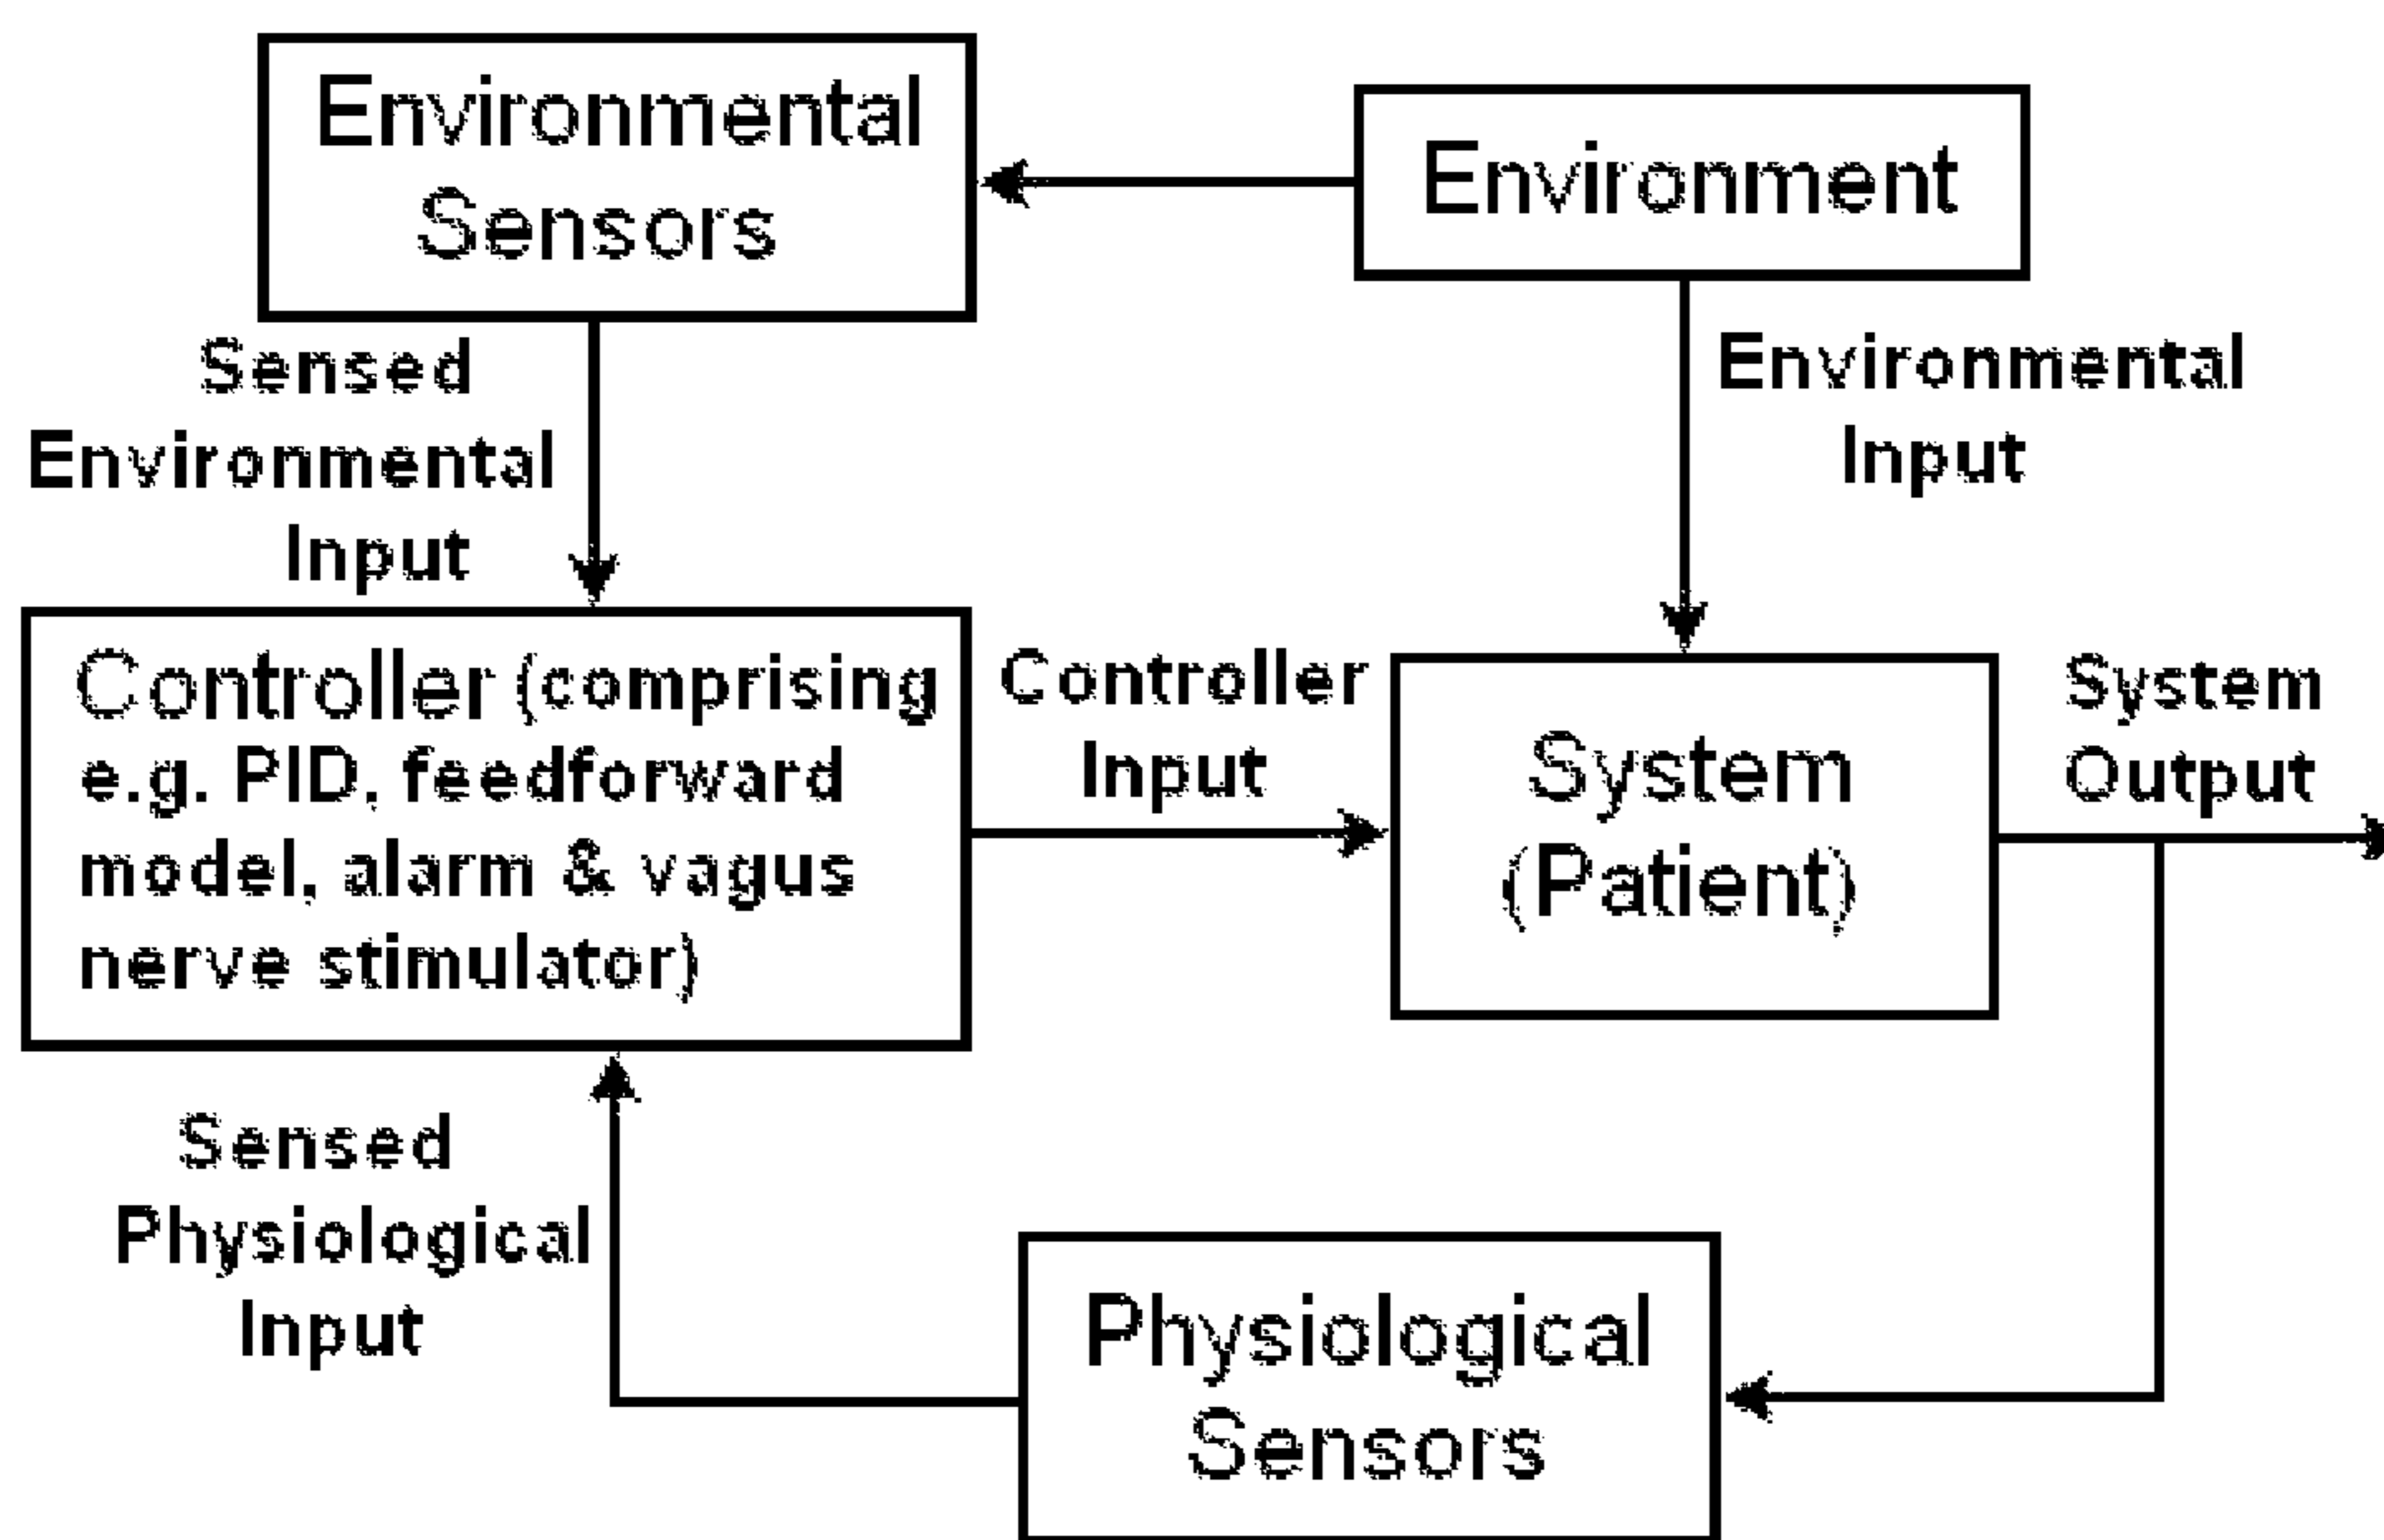 Environmental
Sensors
Environment
Sensed
Environmental
Input
Environmental
Input
Controller (comprising
e.g. PID, feedforward
model, alarm & vagus
nerve stimulator)
Controller
Input
System
(Patient)
System
Output
Sensed
Physiological
Input
Physiological
Sensors